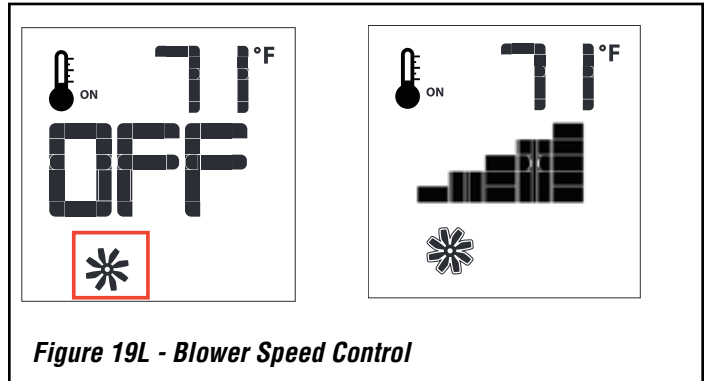 71 °F
ON
OFF
71 °F
ON
Figure 19L - Blower Speed Control